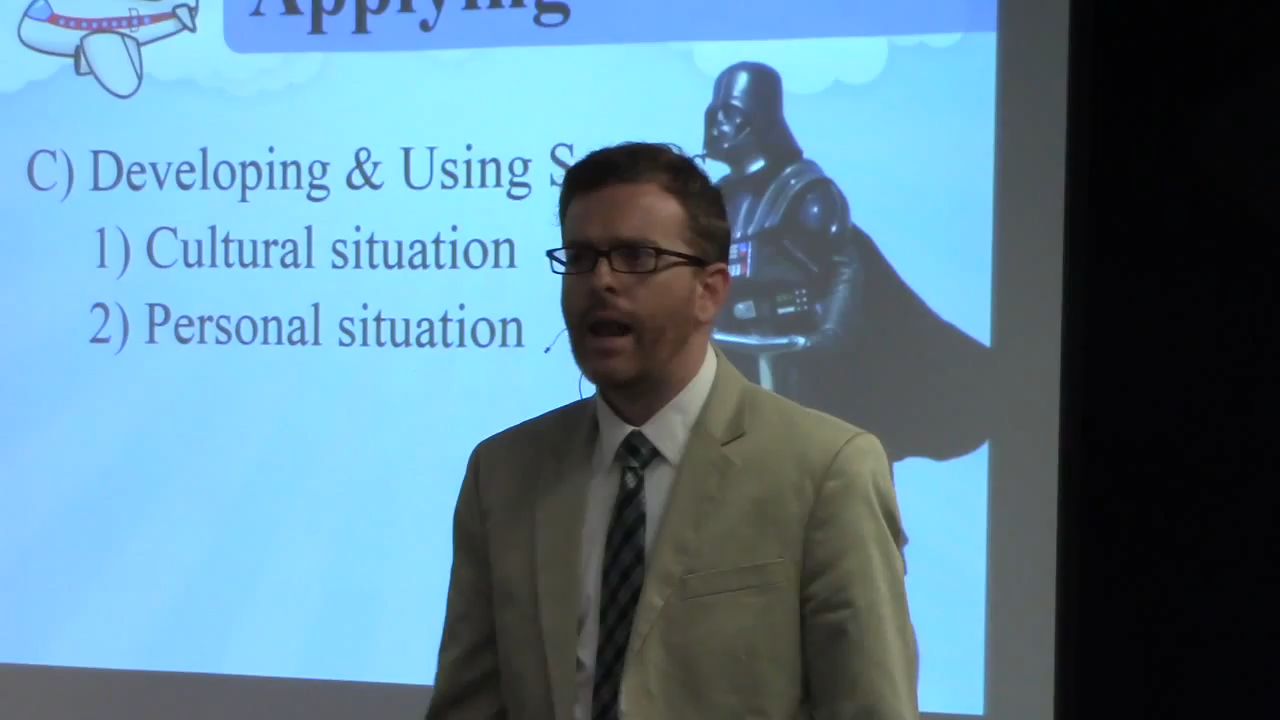 Applying
C) Developing & Using
1) Cultural situation
2) Personal situation